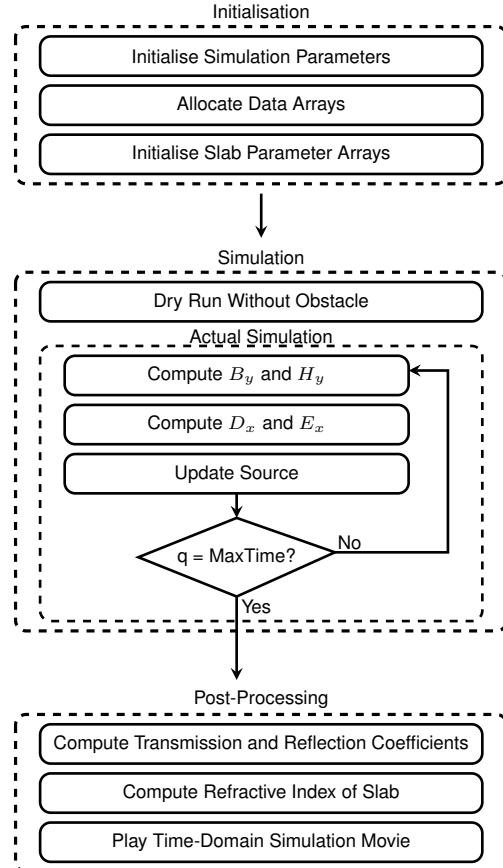 Initialisation
Initialise Simulation Parameters
Allocate Data Arrays
Initialise Slab Parameter Arrays
Simulation
Dry Run Without Obstacle
Actual Simulation
Compute B_y and H_y
Compute D_x and E_x
Update Source
q = MaxTime?
No
Yes
Post-Processing
Compute Transmission and Reflection Coefficients
Compute Refractive Index of Slab
Play Time-Domain Simulation Movie